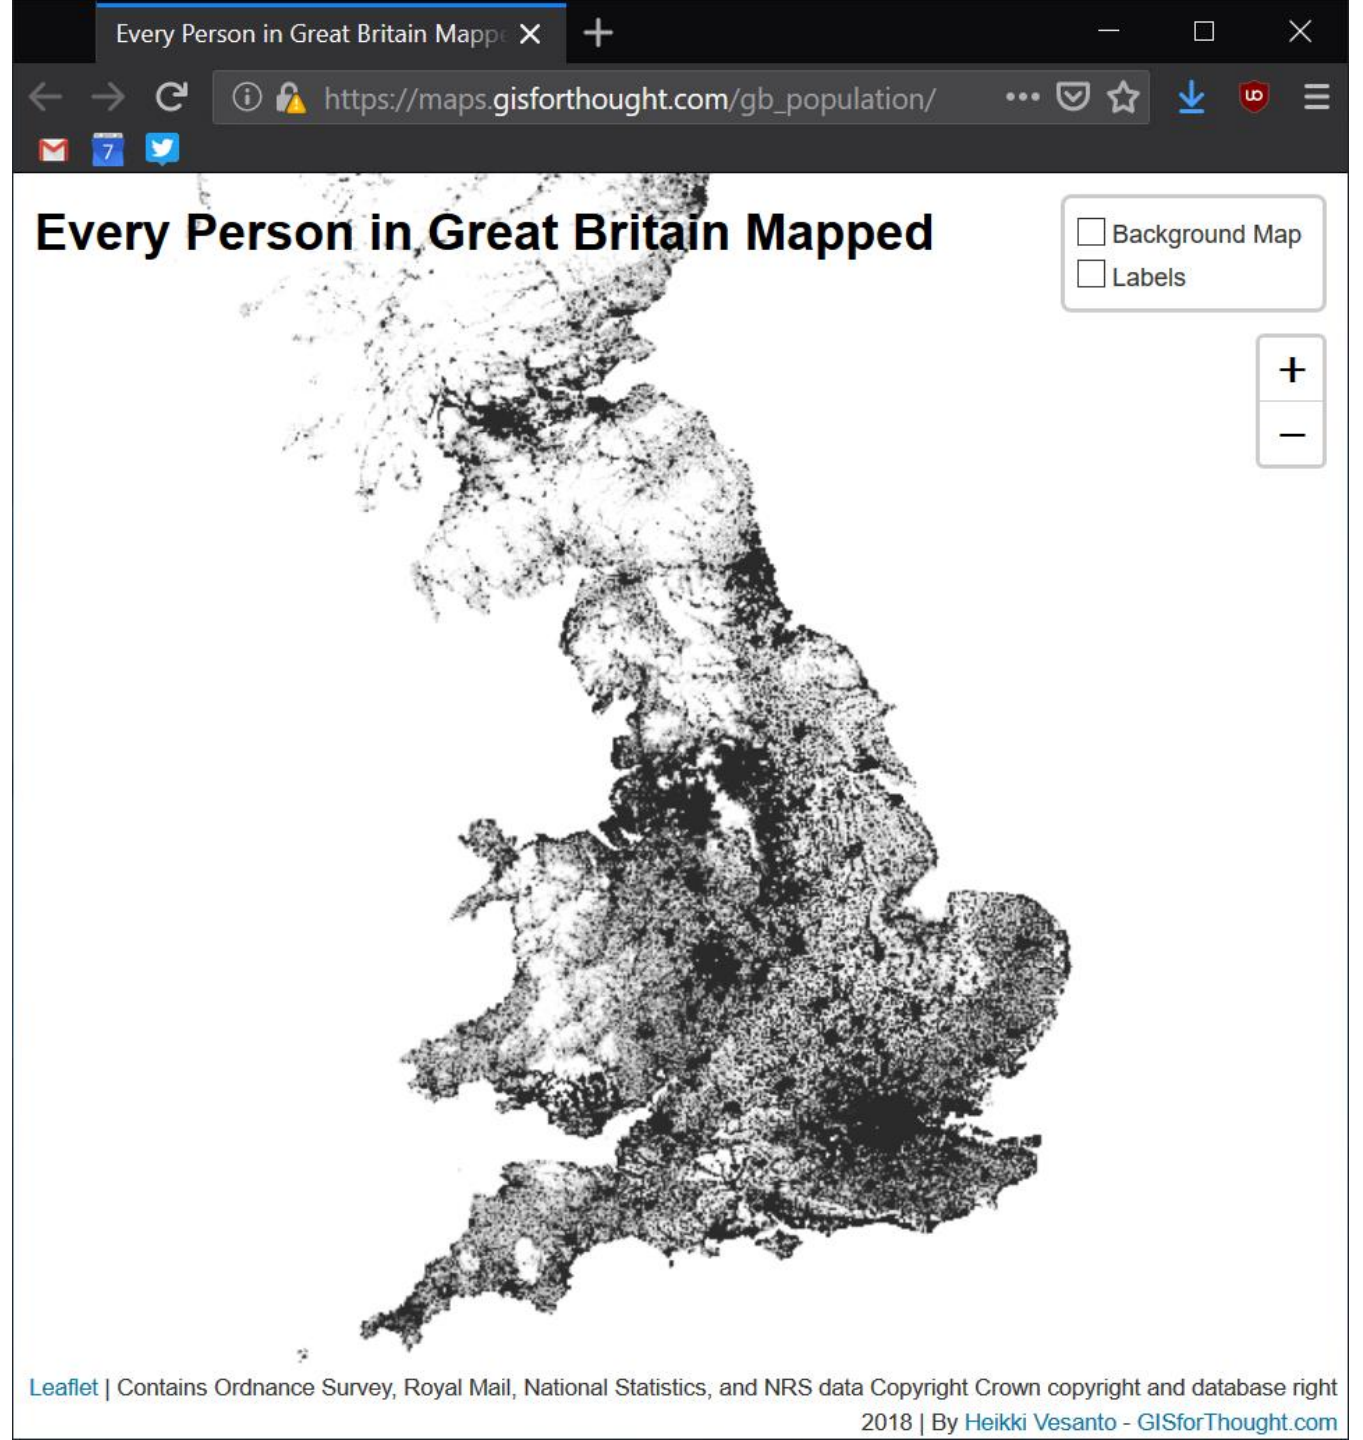 Every Person in Great Britain Mappe
https://maps.gisforthought.com/gb_population/
7
Every Person in Great Britain Mapped
Background Map
Labels
+
−
Leaflet | Contains Ordnance Survey, Royal Mail, National Statistics, and NRS data Copyright Crown copyright and database right
2018 | By Heikki Vesanto - GISforThought.com